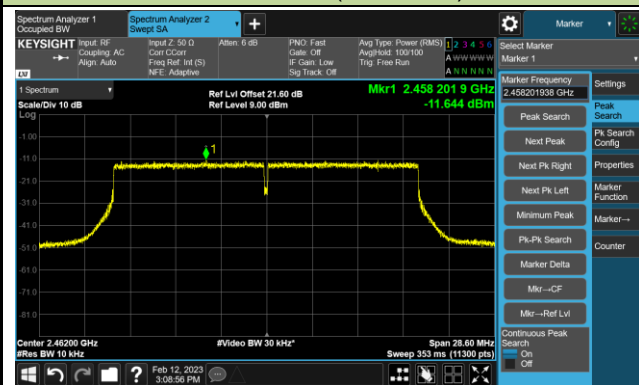 Spectrum Analyzer 1
Occupied BW
Spectrum Analyzer 2
Swept SA
Marker
KEYSIGHT
Input: RF
Coupling: AC
Align: Auto
Input Z: 50 Ω
Corr CCorr
Freq Ref: Int (S)
NFE: Adaptive
Atten: 6 dB
PNO: Fast
Gate: Off
IF Gain: Low
Sig Track: Off
Avg Type: Power (RMS)
Avg|Hold: 100/100
Trig: Free Run
1 2 3 4 5 6
A W W W W W
A N N N N N
Select Marker
Marker 1
LXI
1 Spectrum
Scale/Div 10 dB
Log
Ref Lvl Offset 21.60 dB
Ref Level 9.00 dBm
Mkr1 2.458 201 9 GHz
-11.644 dBm
Marker Frequency
2.458201938 GHz
Settings
Peak Search
Peak
Search
Next Peak
Pk Search
Config
Next Pk Right
Properties
Next Pk Left
Marker
Function
Minimum Peak
Marker→
Pk-Pk Search
Counter
Marker Delta
Mkr→CF
Mkr→Ref Lvl
Continuous Peak
Search
On
Off
-1.00
-11.0
-21.0
-31.0
-41.0
-51.0
-61.0
-71.0
-81.0
1
Center 2.46200 GHz
#Res BW 10 kHz
#Video BW 30 kHz*
Span 28.60 MHz
Sweep 353 ms (11300 pts)
?
Feb 12, 2023
3:08:56 PM